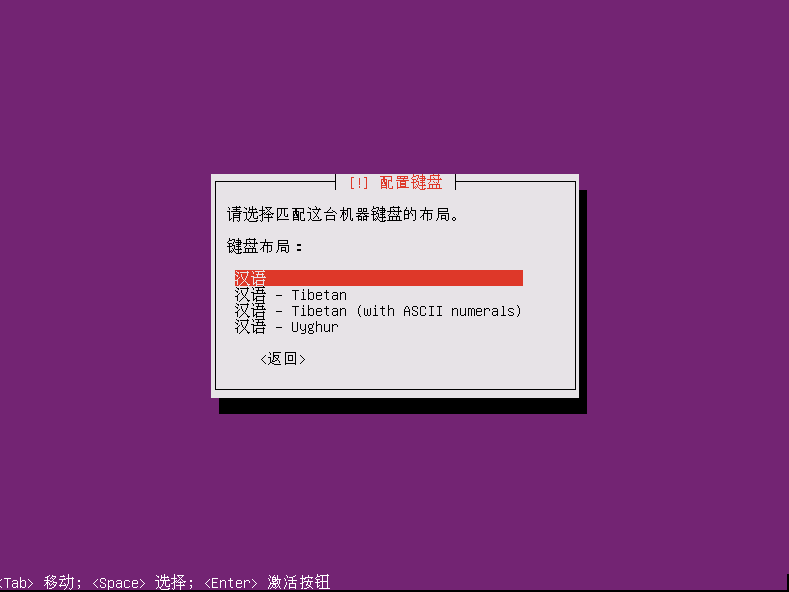 [!] 配置键盘
请选择匹配这台机器键盘的布局。
键盘布局：
汉语
汉语 - Tibetan
汉语 - Tibetan (with ASCII numerals)
汉语 - Uyghur
<返回>
<Tab> 移动; <Space> 选择; <Enter> 激活按钮